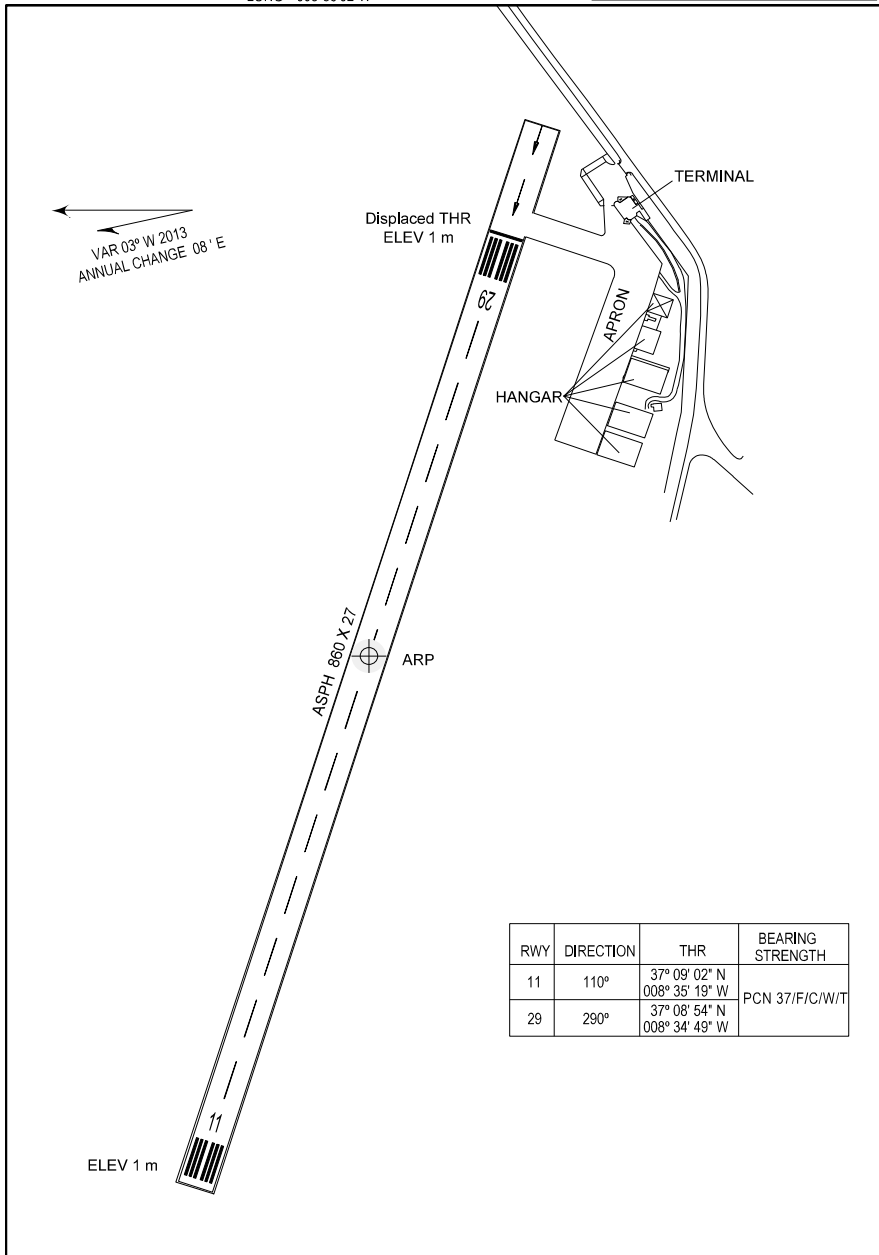 TERMINAL
Displaced THR
ELEV 1 m
VAR 03º W 2013
ANNUAL CHANGE 08 ' E
29
APRON
HANGAR
ASPH 860 X 27
ARP
RWY DIRECTION THR BEARING STRENGTH
11 110º 37º 09' 02" N
008º 35' 19" W
PCN 37/F/C/W/T
29 290º 37º 08' 54" N
008º 34' 49" W
11
ELEV 1 m